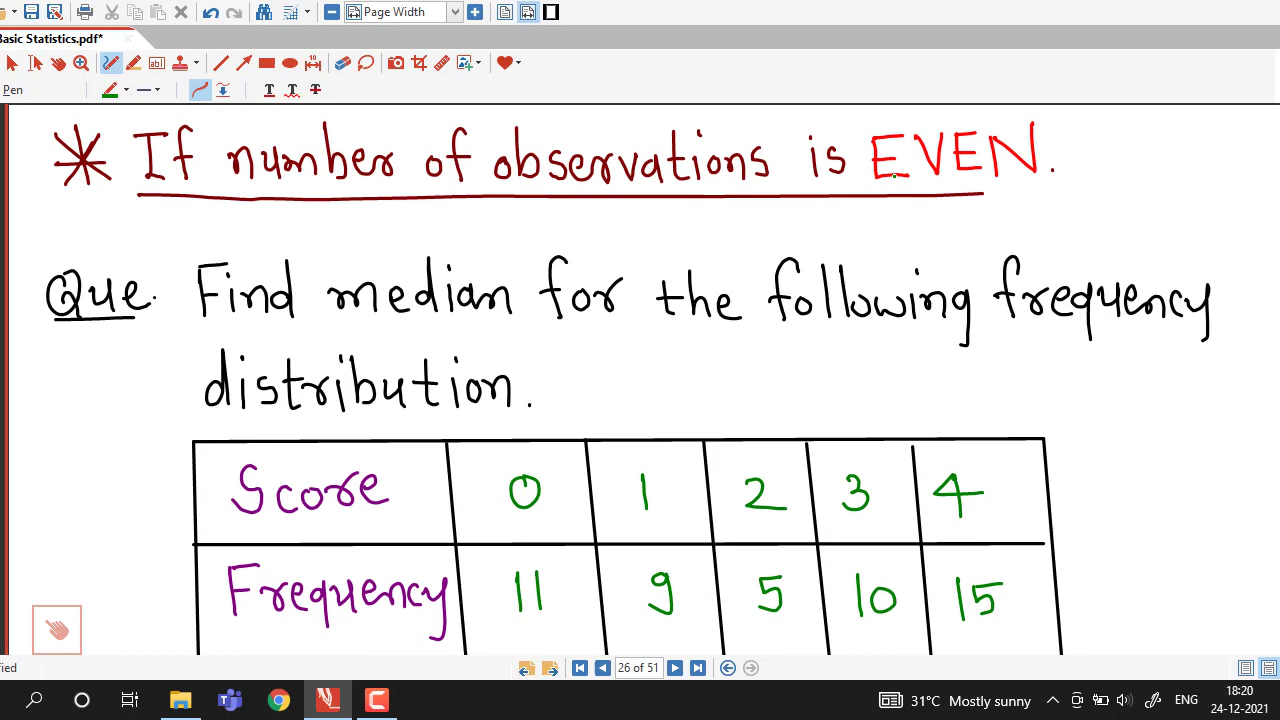 Page Width
Basic Statistics.pdf*
Pen
* If number of observations is EVEN.
Que. Find median for the following frequency
distribution.
Score 0 1 2 3 4
Frequency 11 9 5 10 15
fied
26 of 51
31°C Mostly sunny
ENG
18:20
24-12-2021